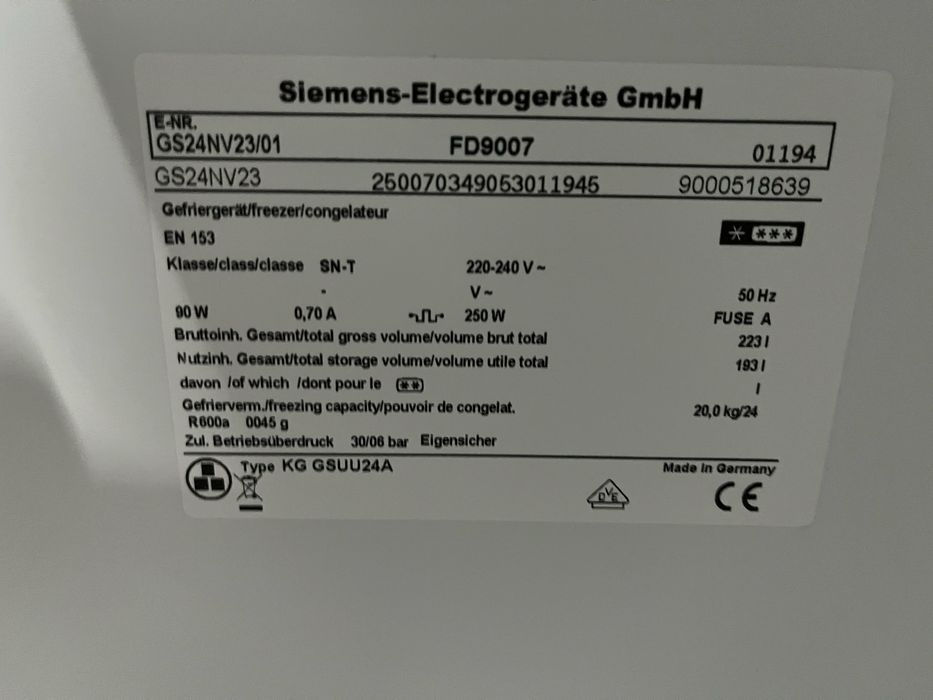 Siemens-Electrogeräte GmbH
E-NR.
GS24NV23/01 FD9007 01194
GS24NV23 250070349053011945 9000518639
Gefriergerät/freezer/congelateur
EN 153
Klasse/class/classe SN-T 220-240 V ~
- V ~ 50 Hz
90 W 0,70 A 250 W FUSE A
Bruttoinh. Gesamt/total gross volume/volume brut total 223 l
Nutzinh. Gesamt/total storage volume/volume utile total 193 l
davon /of which /dont pour le ** l
Gefrierverm./freezing capacity/pouvoir de congelat. 20,0 kg/24
R600a 0045 g
Zul. Betriebsüberdruck 30/06 bar Eigensicher
Type KG GSUU24A Made in Germany
DVE CE